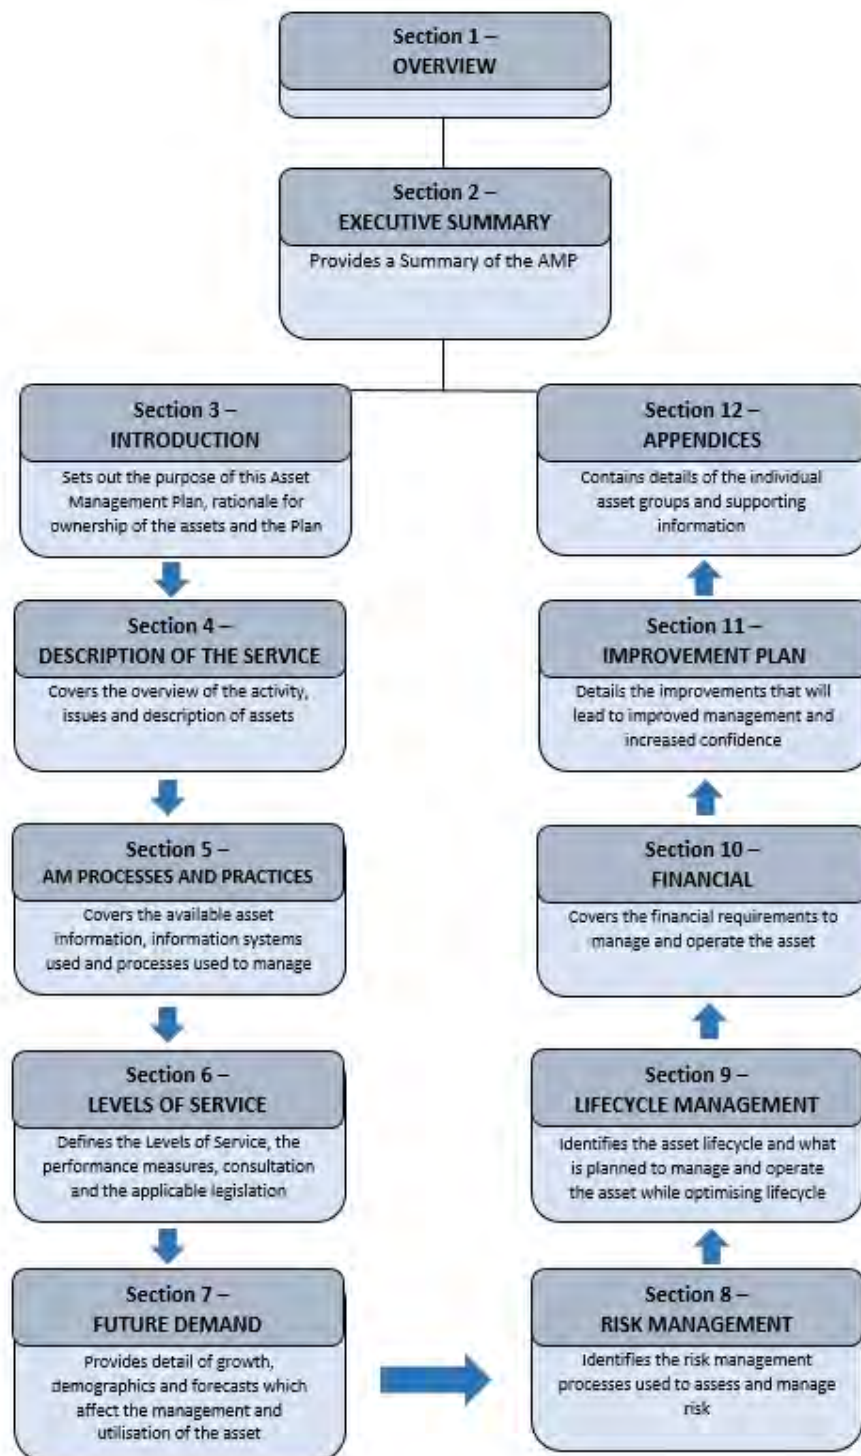 Section 1 –
OVERVIEW
Section 2 –
EXECUTIVE SUMMARY
Provides a Summary of the AMP
Section 3 –
INTRODUCTION
Sets out the purpose of this Asset
Management Plan, rationale for
ownership of the assets and the Plan
Section 4 –
DESCRIPTION OF THE SERVICE
Covers the overview of the activity,
issues and description of assets
Section 5 –
AM PROCESSES AND PRACTICES
Covers the available asset
information, information systems
used and processes used to manage
Section 6 –
LEVELS OF SERVICE
Defines the Levels of Service, the
performance measures, consultation
and the applicable legislation
Section 7 –
FUTURE DEMAND
Provides detail of growth,
demographics and forecasts which
affect the management and
utilisation of the asset
Section 8 –
RISK MANAGEMENT
Identifies the risk management
processes used to assess and manage
risk
Section 9 –
LIFECYCLE MANAGEMENT
Identifies the asset lifecycle and what
is planned to manage and operate
the asset while optimising lifecycle
Section 10 –
FINANCIAL
Covers the financial requirements to
manage and operate the asset
Section 11 –
IMPROVEMENT PLAN
Details the improvements that will
lead to improved management and
increased confidence
Section 12 –
APPENDICES
Contains details of the individual
asset groups and supporting
information